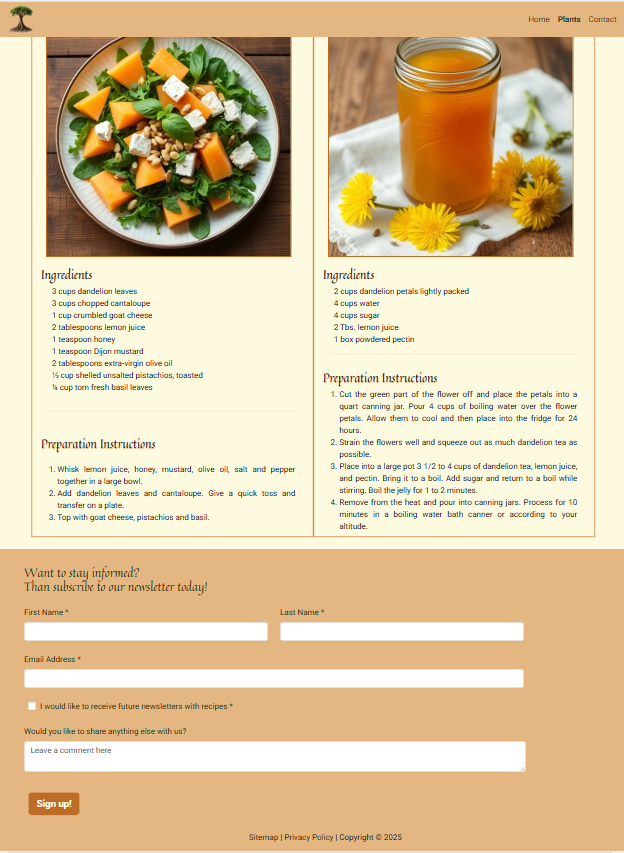 Home Plants Contact
Ingredients
3 cups dandelion leaves
3 cups chopped cantaloupe
1 cup crumbled goat cheese
2 tablespoons lemon juice
1 teaspoon honey
1 teaspoon Dijon mustard
2 tablespoons extra-virgin olive oil
⅓ cup shelled unsalted pistachios, toasted
¼ cup torn fresh basil leaves
Preparation Instructions
1. Whisk lemon juice, honey, mustard, olive oil, salt and pepper
together in a large bowl.
2. Add dandelion leaves and cantaloupe. Give a quick toss and
transfer on a plate.
3. Top with goat cheese, pistachios and basil.
Ingredients
2 cups dandelion petals lightly packed
4 cups water
4 cups sugar
2 Tbs. lemon juice
1 box powdered pectin
Preparation Instructions
1. Cut the green part of the flower off and place the petals into a
quart canning jar. Pour 4 cups of boiling water over the flower
petals. Allow them to cool and then place into the fridge for 24
hours.
2. Strain the flowers well and squeeze out as much dandelion tea as
possible.
3. Place into a large pot 3 1/2 to 4 cups of dandelion tea, lemon juice,
and pectin. Bring it to a boil. Add sugar and return to a boil while
stirring. Boil the jelly for 1 to 2 minutes.
4. Remove from the heat and pour into canning jars. Process for 10
minutes in a boiling water bath canner or according to your
altitude.
Want to stay informed?
Than subscribe to our newsletter today!
First Name *
Last Name *
Email Address *
I would like to receive future newsletters with recipes *
Would you like to share anything else with us?
Leave a comment here
Sign up!
Sitemap | Privacy Policy | Copyright © 2025